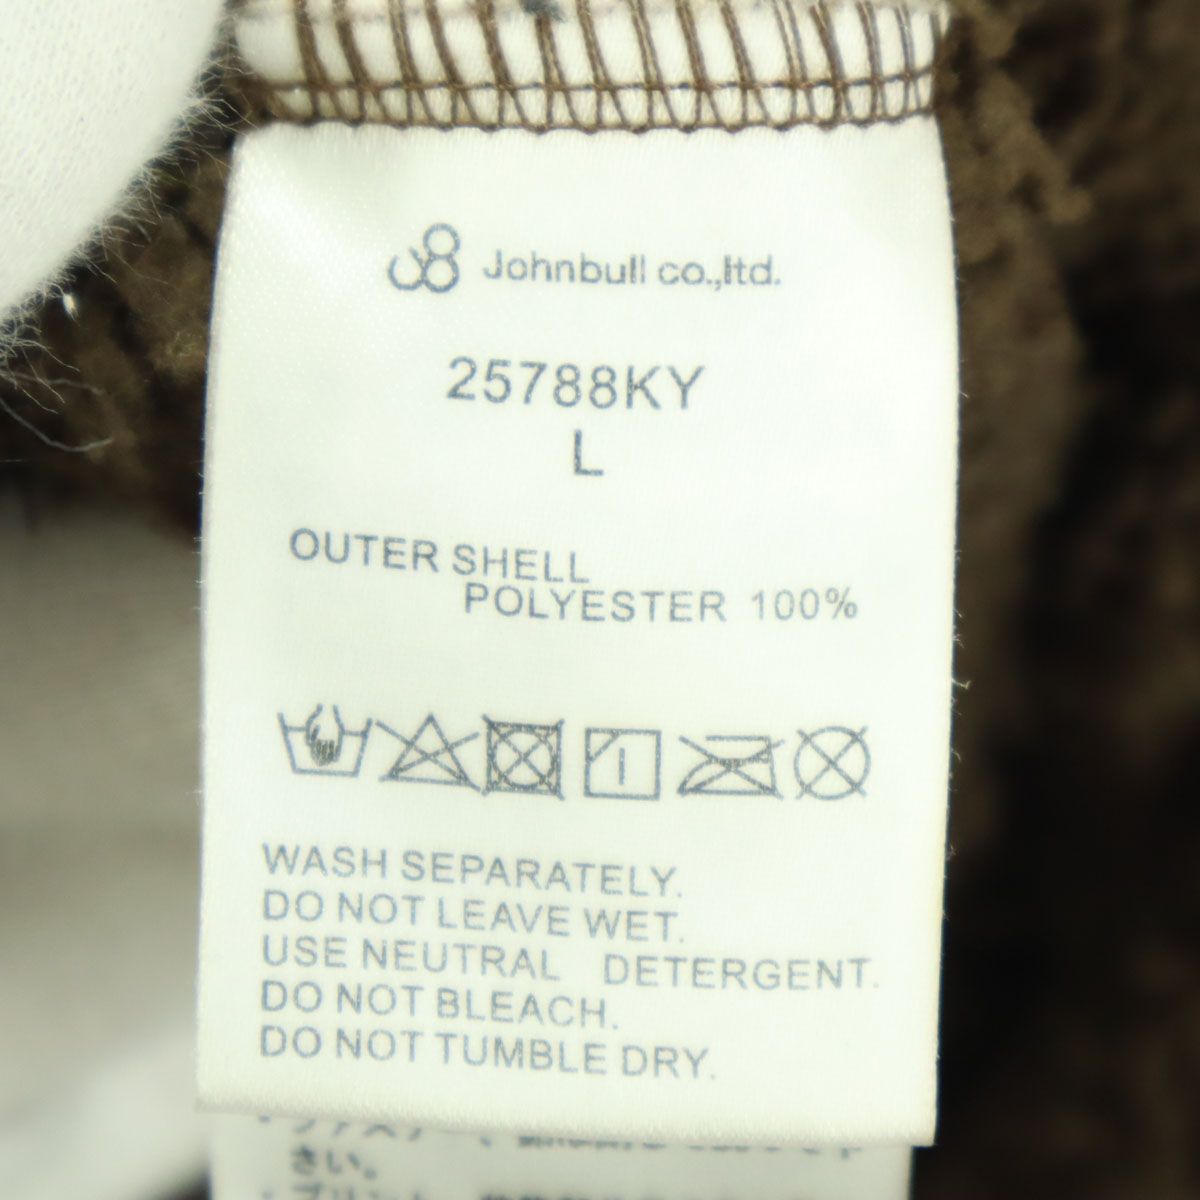 Johnbull co.,ltd.
25788KY
L
OUTER SHELL
POLYESTER 100%
WASH SEPARATELY.
DO NOT LEAVE WET.
USE NEUTRAL DETERGENT.
DO NOT BLEACH.
DO NOT TUMBLE DRY.
さい。